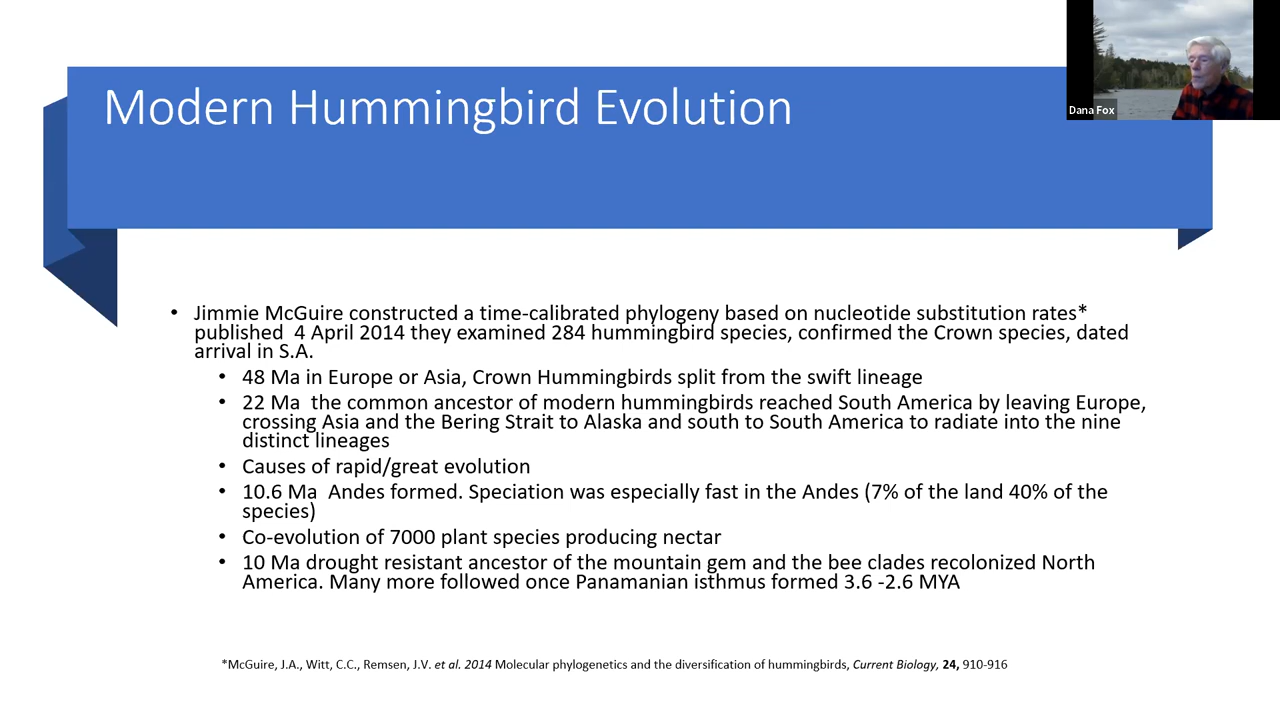 Modern Hummingbird Evolution
Dana Fox
• Jimmie McGuire constructed a time-calibrated phylogeny based on nucleotide substitution rates*
published  4 April 2014 they examined 284 hummingbird species, confirmed the Crown species, dated
arrival in S.A.
• 48 Ma in Europe or Asia, Crown Hummingbirds split from the swift lineage
• 22 Ma  the common ancestor of modern hummingbirds reached South America by leaving Europe,
crossing Asia and the Bering Strait to Alaska and south to South America to radiate into the nine
distinct lineages
• Causes of rapid/great evolution
• 10.6 Ma  Andes formed. Speciation was especially fast in the Andes (7% of the land 40% of the
species)
• Co-evolution of 7000 plant species producing nectar
• 10 Ma drought resistant ancestor of the mountain gem and the bee clades recolonized North
America. Many more followed once Panamanian isthmus formed 3.6 -2.6 MYA
*McGuire, J.A., Witt, C.C., Remsen, J.V. et al. 2014 Molecular phylogenetics and the diversification of hummingbirds, Current Biology, 24, 910-916